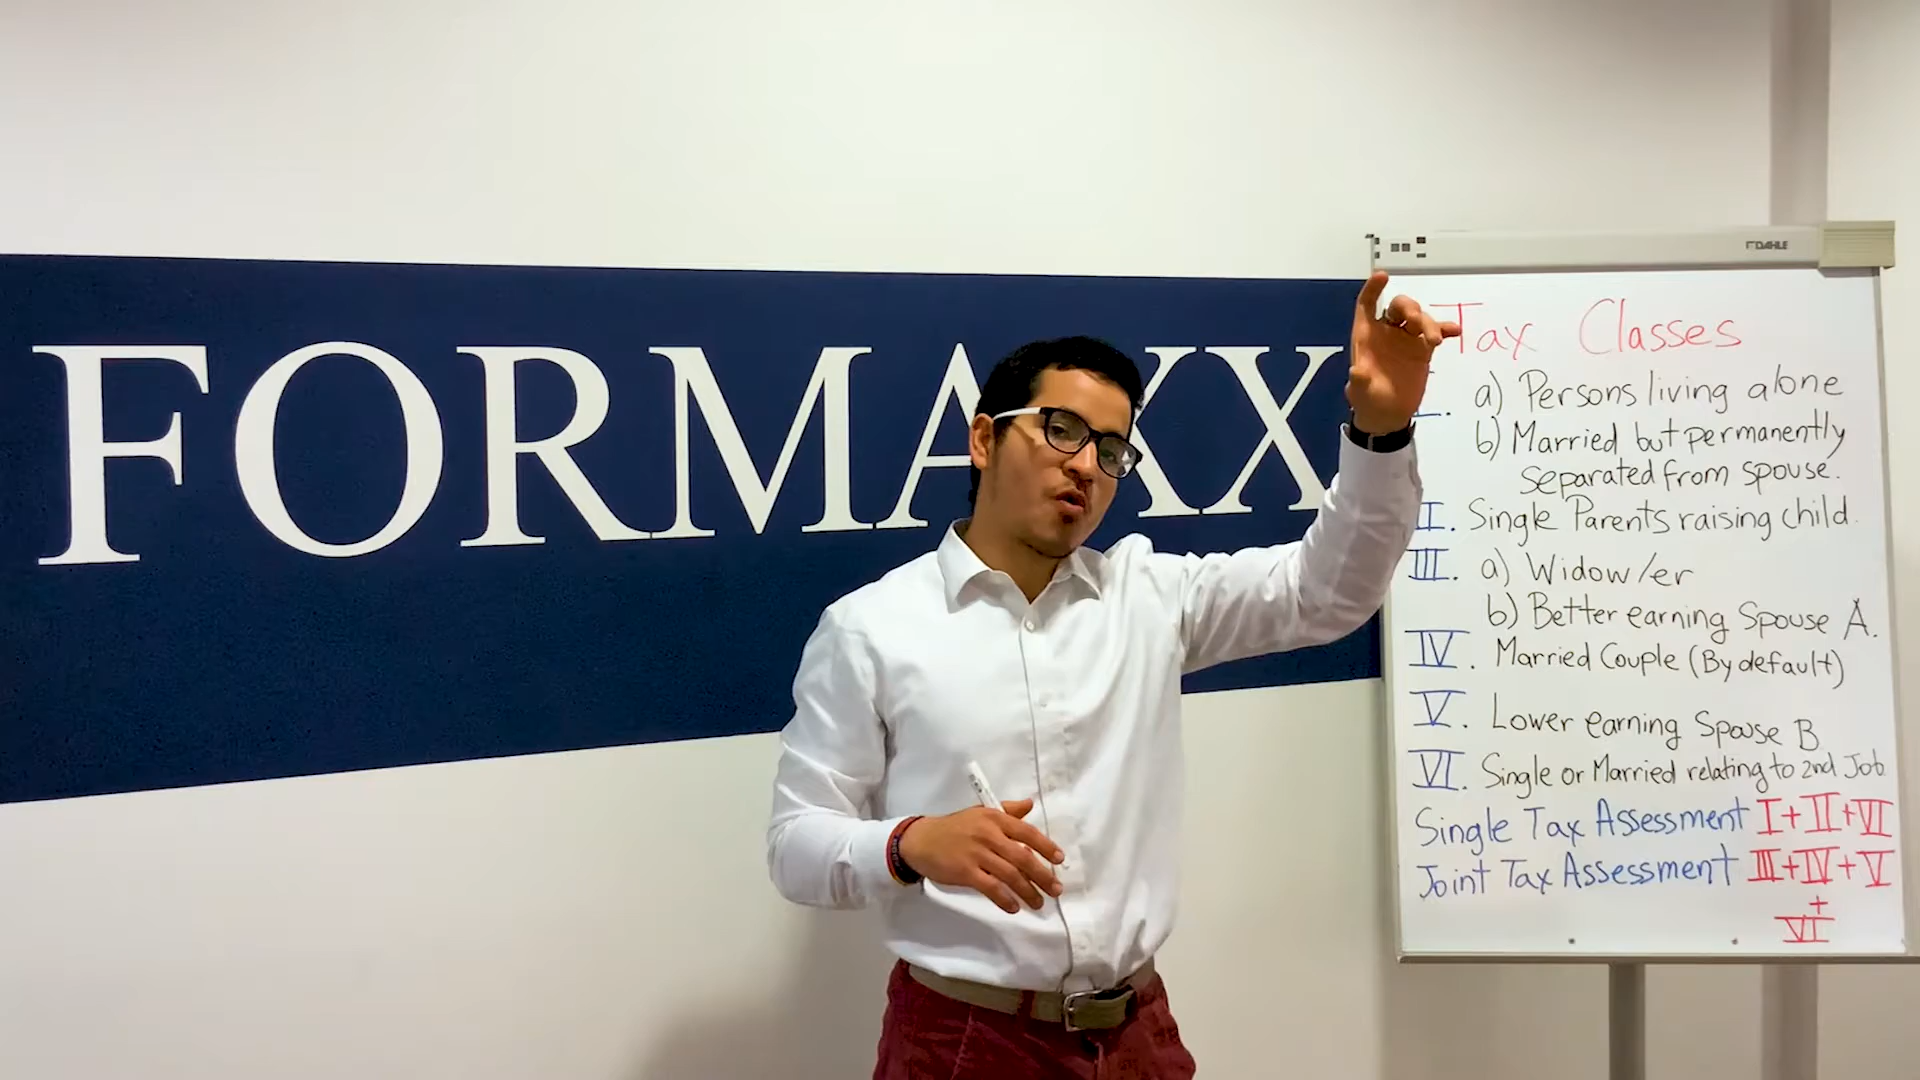 FORMAXX
DAHLE
Tax Classes
I. a) Persons living alone
b) Married but permanently
separated from spouse.
II. Single Parents raising child.
III. a) Widow/er
b) Better earning Spouse A.
IV. Married Couple (By default)
V. Lower earning Spouse B
VI. Single or Married relating to 2nd Job
Single Tax Assessment I+II+VI
Joint Tax Assessment III+IV+V
+
VI